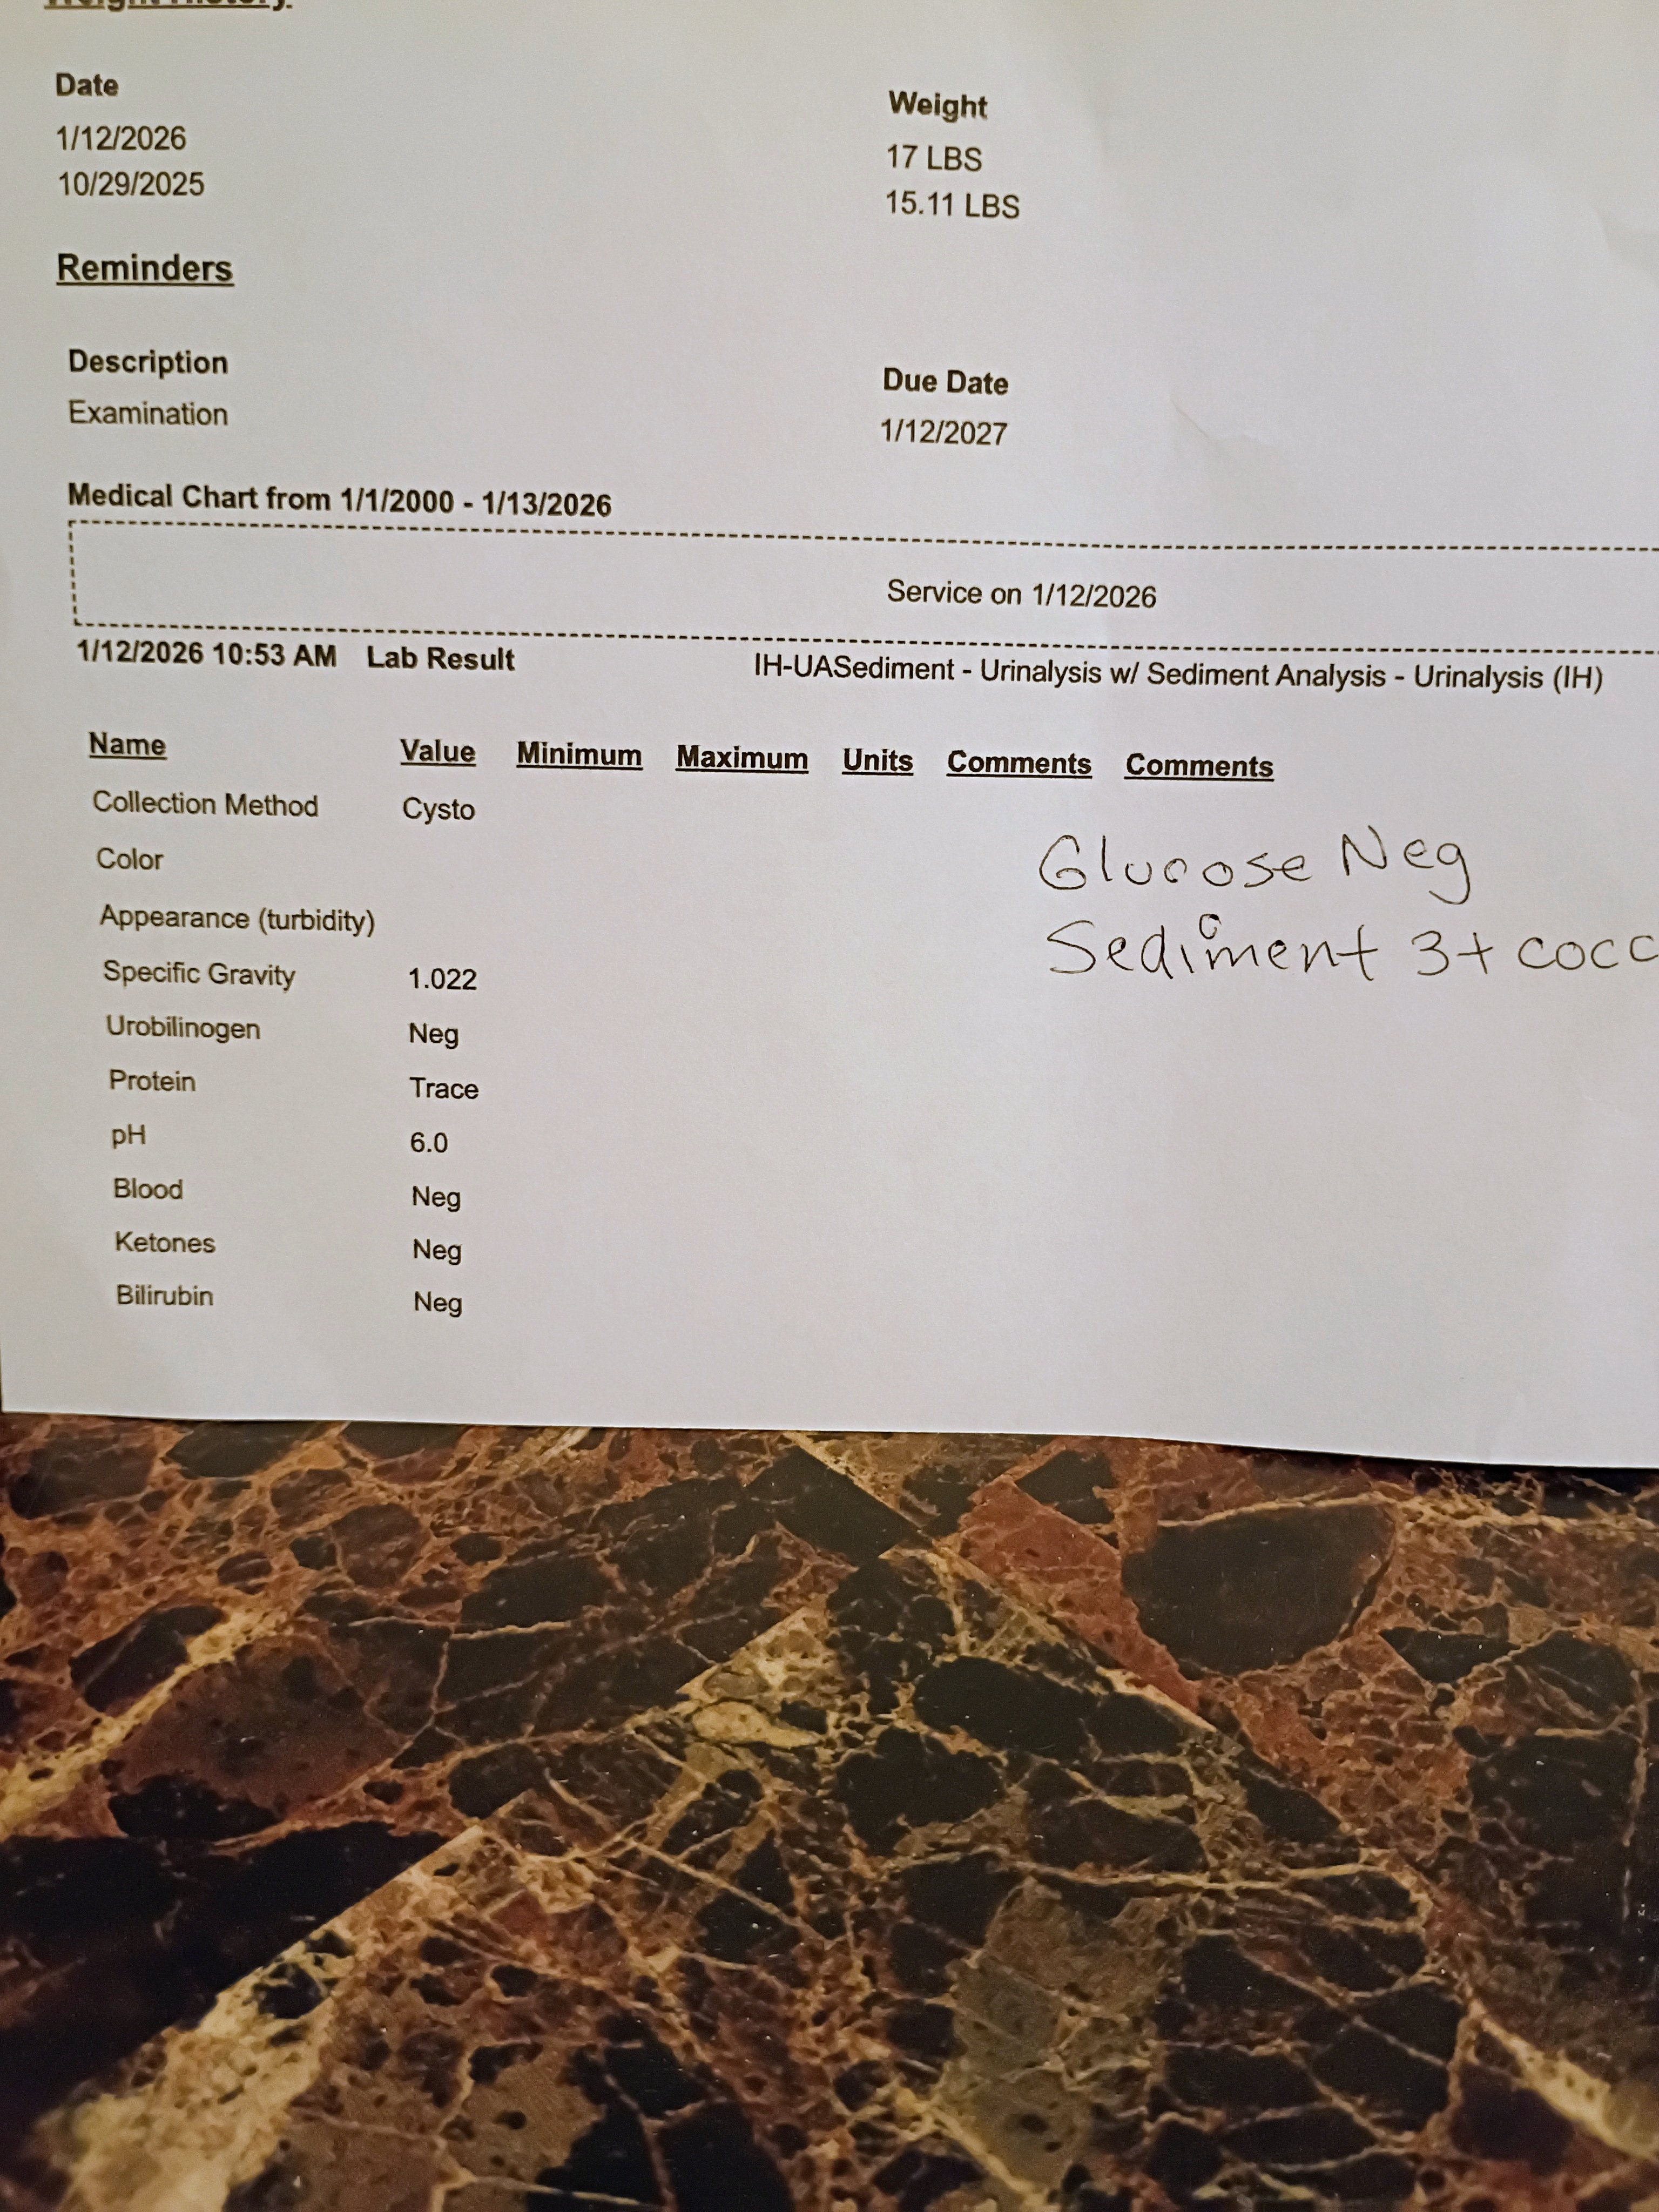 Weight History
Date Weight
1/12/2026 17 LBS
10/29/2025 15.11 LBS
Reminders
Description Due Date
Examination 1/12/2027
Medical Chart from 1/1/2000 - 1/13/2026
Service on 1/12/2026
1/12/2026 10:53 AM Lab Result IH-UASediment - Urinalysis w/ Sediment Analysis - Urinalysis (IH)
Name Value Minimum Maximum Units Comments Comments
Collection Method Cysto
Color
Glucose Neg
Appearance (turbidity)
Sediment 3+ cocc
Specific Gravity 1.022
Urobilinogen Neg
Protein Trace
pH 6.0
Blood Neg
Ketones Neg
Bilirubin Neg